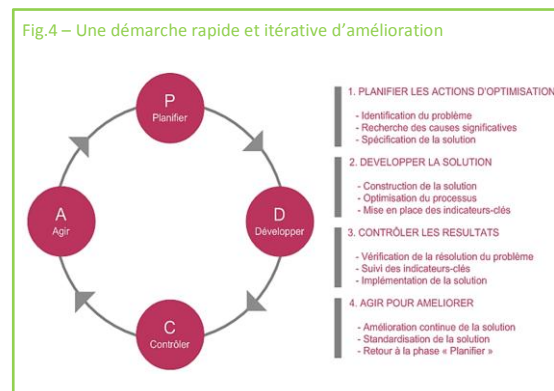 Fig.4 – Une démarche rapide et itérative d'amélioration
P
Planifier
D
Développer
C
Contrôler
A
Agir
1. PLANIFIER LES ACTIONS D'OPTIMISATION
- Identification du problème
- Recherche des causes significatives
- Spécification de la solution
2. DEVELOPPER LA SOLUTION
- Construction de la solution
- Optimisation du processus
- Mise en place des indicateurs-clés
3. CONTRÔLER LES RESULTATS
- Vérification de la résolution du problème
- Suivi des indicateurs-clés
- Implémentation de la solution
4. AGIR POUR AMELIORER
- Amélioration continue de la solution
- Standardisation de la solution
- Retour à la phase « Planifier »